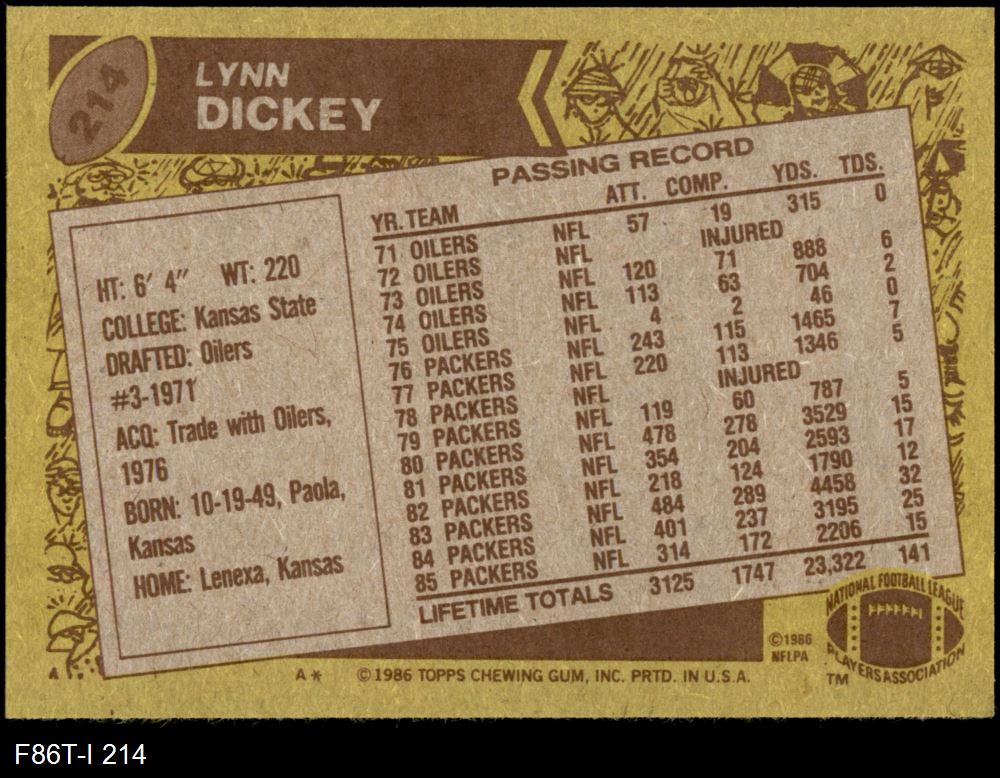 214
LYNN
DICKEY
PASSING RECORD
YR. TEAM ATT. COMP. YDS. TDS.
71 OILERS NFL 57 19 315 0
72 OILERS NFL INJURED
73 OILERS NFL 120 71 888 6
74 OILERS NFL 113 63 704 2
75 OILERS NFL 4 2 46 0
76 PACKERS NFL 243 115 1465 7
77 PACKERS NFL 220 113 1346 5
78 PACKERS NFL INJURED
79 PACKERS NFL 119 60 787 5
80 PACKERS NFL 478 278 3529 15
81 PACKERS NFL 354 204 2593 17
82 PACKERS NFL 218 124 1790 12
83 PACKERS NFL 484 289 4458 32
84 PACKERS NFL 401 237 3195 25
85 PACKERS NFL 314 172 2206 15
LIFETIME TOTALS 3125 1747 23,322 141
HT: 6′ 4″ WT: 220
COLLEGE: Kansas State
DRAFTED: Oilers
#3-1971
ACQ: Trade with Oilers,
1976
BORN: 10-19-49, Paola,
Kansas
HOME: Lenexa, Kansas
©1986
NFLPA
NATIONAL FOOTBALL LEAGUE
PLAYERS ASSOCIATION
TM
A* ©1986 TOPPS CHEWING GUM, INC. PRTD. IN U.S.A.
F86T-I 214